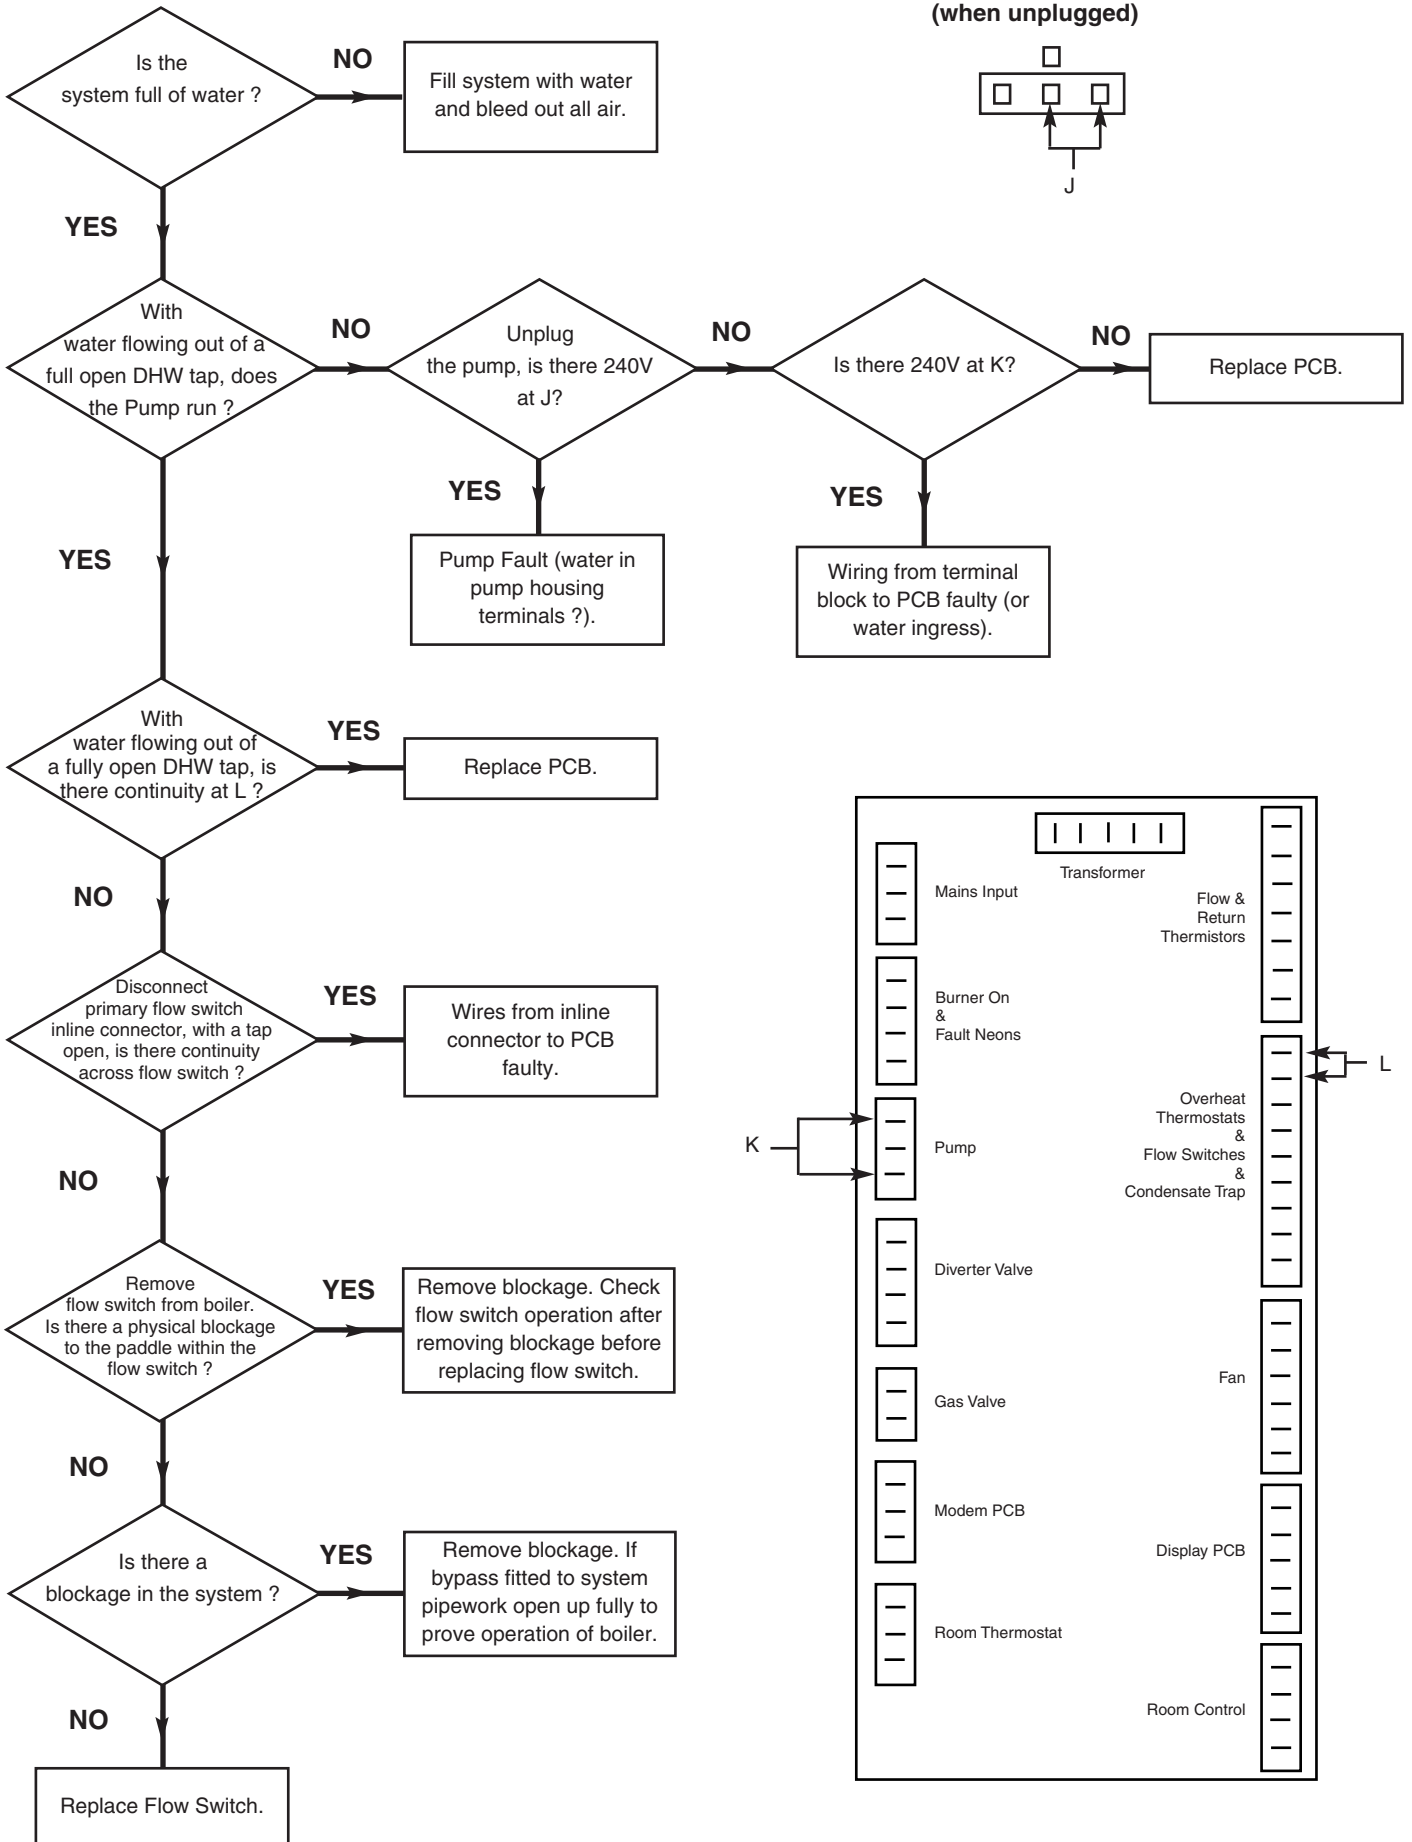 (when unplugged)
J
Is the
system full of water ?
NO
Fill system with water
and bleed out all air.
YES
With
water flowing out of a
full open DHW tap, does
the Pump run ?
NO
Unplug
the pump, is there 240V
at J?
NO
Is there 240V at K?
NO
Replace PCB.
YES
Pump Fault (water in
pump housing
terminals ?).
YES
Wiring from terminal
block to PCB faulty (or
water ingress).
YES
With
water flowing out of
a fully open DHW tap, is
there continuity at L ?
YES
Replace PCB.
NO
Disconnect
primary flow switch
inline connector, with a tap
open, is there continuity
across flow switch ?
YES
Wires from inline
connector to PCB
faulty.
NO
Remove
flow switch from boiler.
Is there a physical blockage
to the paddle within the
flow switch ?
YES
Remove blockage. Check
flow switch operation after
removing blockage before
replacing flow switch.
NO
Is there a
blockage in the system ?
YES
Remove blockage. If
bypass fitted to system
pipework open up fully to
prove operation of boiler.
NO
Replace Flow Switch.
Transformer
Mains Input
Burner On
&
Fault Neons
K
Pump
Diverter Valve
Gas Valve
Modem PCB
Room Thermostat
Flow &
Return
Thermistors
L
Overheat
Thermostats
&
Flow Switches
&
Condensate Trap
Fan
Display PCB
Room Control